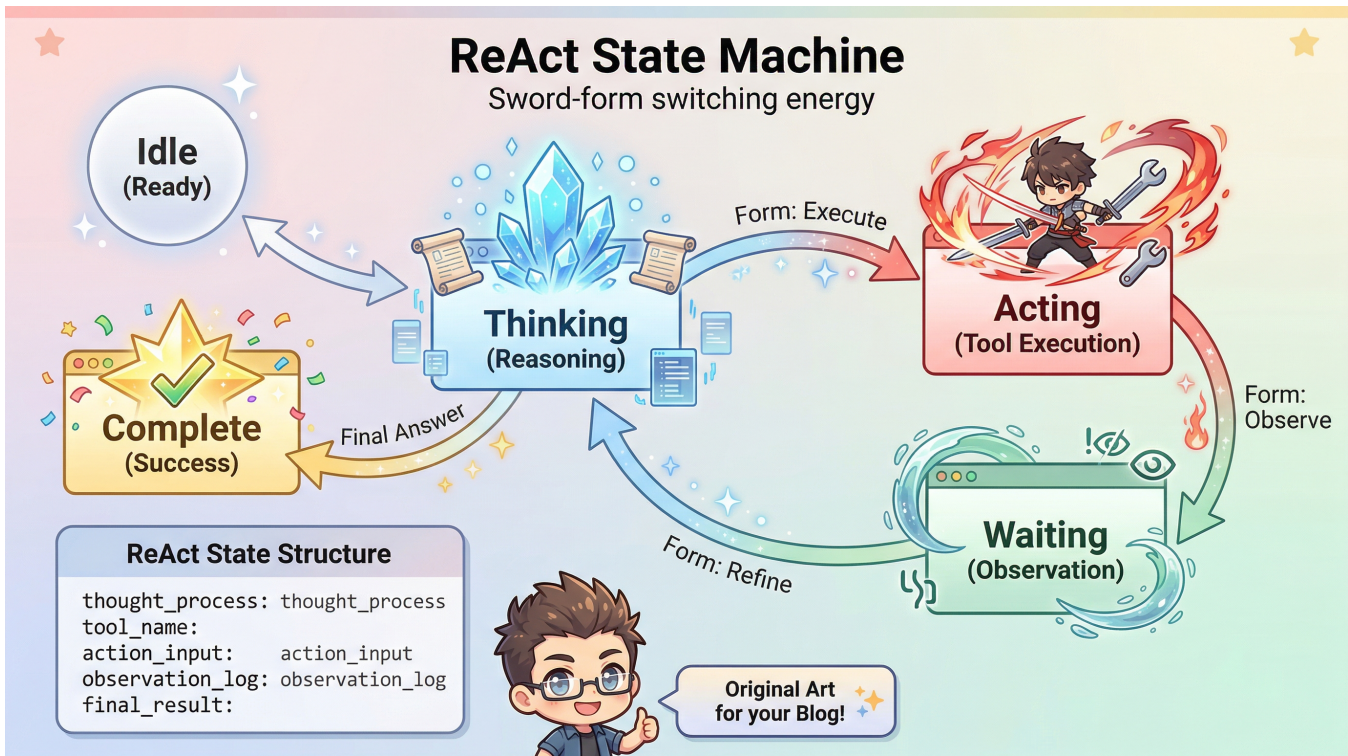 ReAct State Machine
Sword-form switching energy
Idle
(Ready)
Form: Execute
Thinking
(Reasoning)
Acting
(Tool Execution)
Form:
Observe
Final Answer
Complete
(Success)
Waiting
(Observation)
Form: Refine
ReAct State Structure
thought_process: thought_process
tool_name:
action_input: action_input
observation_log: observation_log
final_result:
Original Art
for your Blog!